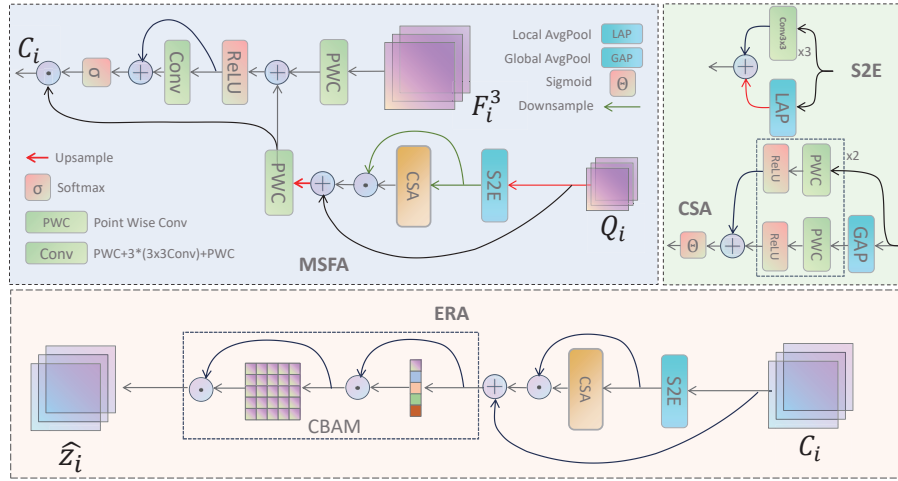 C_i
σ
Conv
ReLU
PWC
F_i^3
Local AvgPool
LAP
Global AvgPool
GAP
Sigmoid
Θ
Downsample
Upsample
σ
Softmax
PWC
Point Wise Conv
Conv
PWC+3*(3x3Conv)+PWC
PWC
CSA
S2E
Q_i
MSFA
Conv3x3
x3
S2E
LAP
x2
ReLU
PWC
CSA
Θ
ReLU
PWC
GAP
ERA
CBAM
CSA
S2E
\widehat{z}_i
C_i